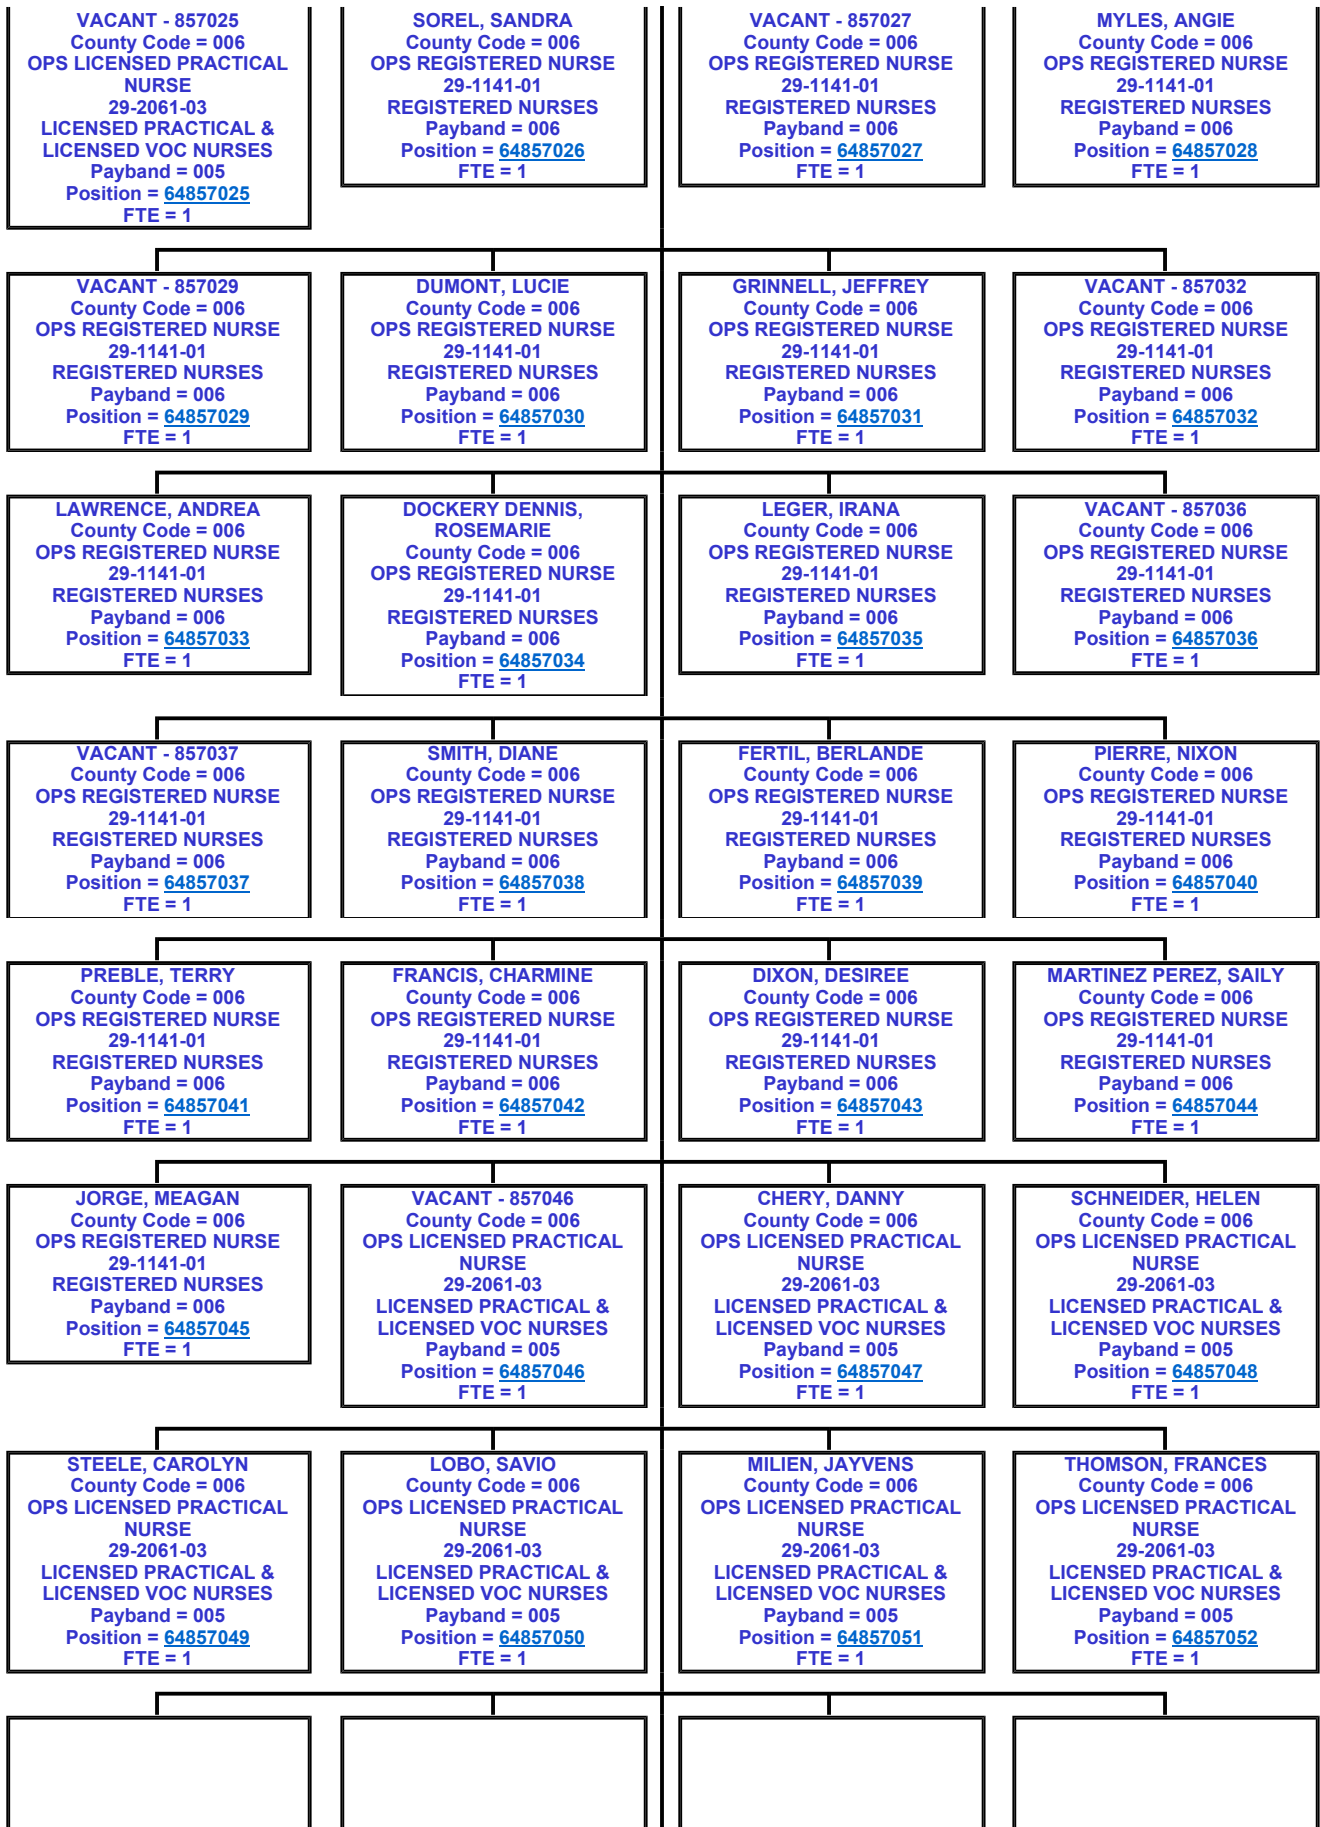 VACANT - 857025
County Code = 006
OPS LICENSED PRACTICAL
NURSE
29-2061-03
LICENSED PRACTICAL &
LICENSED VOC NURSES
Payband = 005
Position = 64857025
FTE = 1
SOREL, SANDRA
County Code = 006
OPS REGISTERED NURSE
29-1141-01
REGISTERED NURSES
Payband = 006
Position = 64857026
FTE = 1
VACANT - 857027
County Code = 006
OPS REGISTERED NURSE
29-1141-01
REGISTERED NURSES
Payband = 006
Position = 64857027
FTE = 1
MYLES, ANGIE
County Code = 006
OPS REGISTERED NURSE
29-1141-01
REGISTERED NURSES
Payband = 006
Position = 64857028
FTE = 1
VACANT - 857029
County Code = 006
OPS REGISTERED NURSE
29-1141-01
REGISTERED NURSES
Payband = 006
Position = 64857029
FTE = 1
DUMONT, LUCIE
County Code = 006
OPS REGISTERED NURSE
29-1141-01
REGISTERED NURSES
Payband = 006
Position = 64857030
FTE = 1
GRINNELL, JEFFREY
County Code = 006
OPS REGISTERED NURSE
29-1141-01
REGISTERED NURSES
Payband = 006
Position = 64857031
FTE = 1
VACANT - 857032
County Code = 006
OPS REGISTERED NURSE
29-1141-01
REGISTERED NURSES
Payband = 006
Position = 64857032
FTE = 1
LAWRENCE, ANDREA
County Code = 006
OPS REGISTERED NURSE
29-1141-01
REGISTERED NURSES
Payband = 006
Position = 64857033
FTE = 1
DOCKERY DENNIS,
ROSEMARIE
County Code = 006
OPS REGISTERED NURSE
29-1141-01
REGISTERED NURSES
Payband = 006
Position = 64857034
FTE = 1
LEGER, IRANA
County Code = 006
OPS REGISTERED NURSE
29-1141-01
REGISTERED NURSES
Payband = 006
Position = 64857035
FTE = 1
VACANT - 857036
County Code = 006
OPS REGISTERED NURSE
29-1141-01
REGISTERED NURSES
Payband = 006
Position = 64857036
FTE = 1
VACANT - 857037
County Code = 006
OPS REGISTERED NURSE
29-1141-01
REGISTERED NURSES
Payband = 006
Position = 64857037
FTE = 1
SMITH, DIANE
County Code = 006
OPS REGISTERED NURSE
29-1141-01
REGISTERED NURSES
Payband = 006
Position = 64857038
FTE = 1
FERTIL, BERLANDE
County Code = 006
OPS REGISTERED NURSE
29-1141-01
REGISTERED NURSES
Payband = 006
Position = 64857039
FTE = 1
PIERRE, NIXON
County Code = 006
OPS REGISTERED NURSE
29-1141-01
REGISTERED NURSES
Payband = 006
Position = 64857040
FTE = 1
PREBLE, TERRY
County Code = 006
OPS REGISTERED NURSE
29-1141-01
REGISTERED NURSES
Payband = 006
Position = 64857041
FTE = 1
FRANCIS, CHARMINE
County Code = 006
OPS REGISTERED NURSE
29-1141-01
REGISTERED NURSES
Payband = 006
Position = 64857042
FTE = 1
DIXON, DESIREE
County Code = 006
OPS REGISTERED NURSE
29-1141-01
REGISTERED NURSES
Payband = 006
Position = 64857043
FTE = 1
MARTINEZ PEREZ, SAILY
County Code = 006
OPS REGISTERED NURSE
29-1141-01
REGISTERED NURSES
Payband = 006
Position = 64857044
FTE = 1
JORGE, MEAGAN
County Code = 006
OPS REGISTERED NURSE
29-1141-01
REGISTERED NURSES
Payband = 006
Position = 64857045
FTE = 1
VACANT - 857046
County Code = 006
OPS LICENSED PRACTICAL
NURSE
29-2061-03
LICENSED PRACTICAL &
LICENSED VOC NURSES
Payband = 005
Position = 64857046
FTE = 1
CHERY, DANNY
County Code = 006
OPS LICENSED PRACTICAL
NURSE
29-2061-03
LICENSED PRACTICAL &
LICENSED VOC NURSES
Payband = 005
Position = 64857047
FTE = 1
SCHNEIDER, HELEN
County Code = 006
OPS LICENSED PRACTICAL
NURSE
29-2061-03
LICENSED PRACTICAL &
LICENSED VOC NURSES
Payband = 005
Position = 64857048
FTE = 1
STEELE, CAROLYN
County Code = 006
OPS LICENSED PRACTICAL
NURSE
29-2061-03
LICENSED PRACTICAL &
LICENSED VOC NURSES
Payband = 005
Position = 64857049
FTE = 1
LOBO, SAVIO
County Code = 006
OPS LICENSED PRACTICAL
NURSE
29-2061-03
LICENSED PRACTICAL &
LICENSED VOC NURSES
Payband = 005
Position = 64857050
FTE = 1
MILIEN, JAYVENS
County Code = 006
OPS LICENSED PRACTICAL
NURSE
29-2061-03
LICENSED PRACTICAL &
LICENSED VOC NURSES
Payband = 005
Position = 64857051
FTE = 1
THOMSON, FRANCES
County Code = 006
OPS LICENSED PRACTICAL
NURSE
29-2061-03
LICENSED PRACTICAL &
LICENSED VOC NURSES
Payband = 005
Position = 64857052
FTE = 1